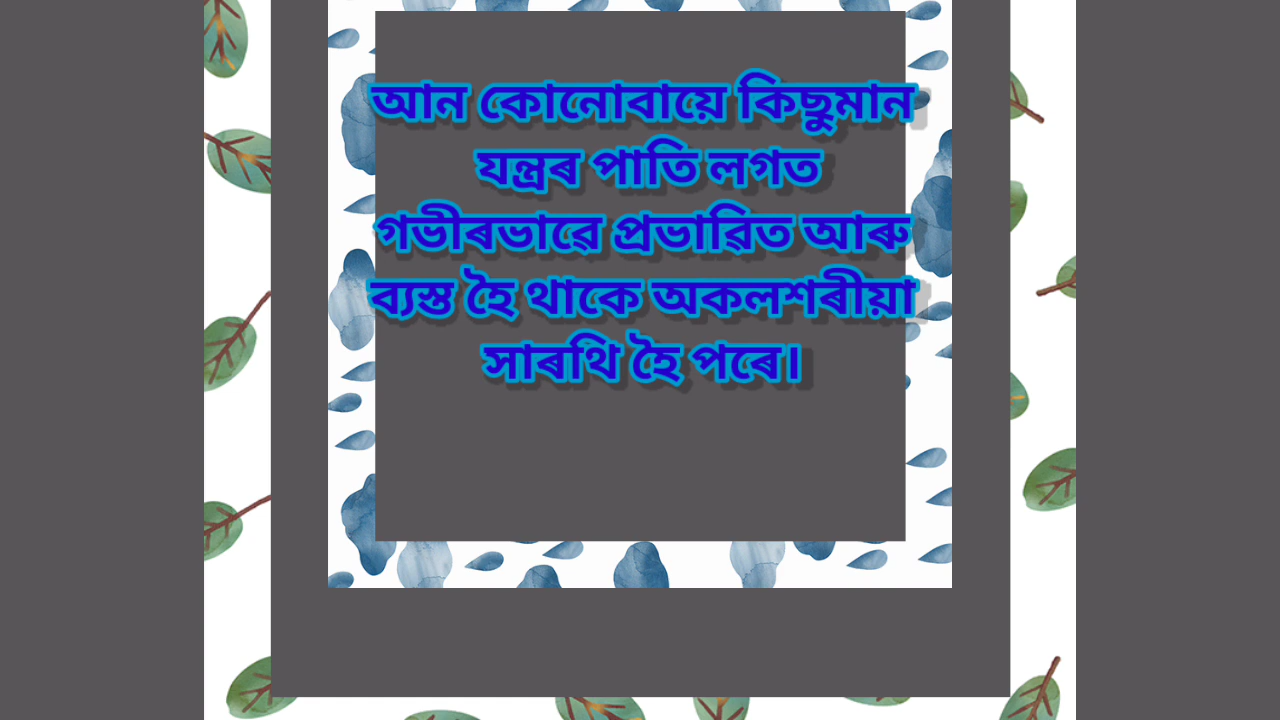 আন কোনোবায়ে কিছুমান
যন্ত্ৰৰ পাতি লগত
গভীৰভাৱে প্ৰভাৱিত আৰু
ব্যস্ত হৈ থাকে অকলশৰীয়া
সাৰথি হৈ পৰে।